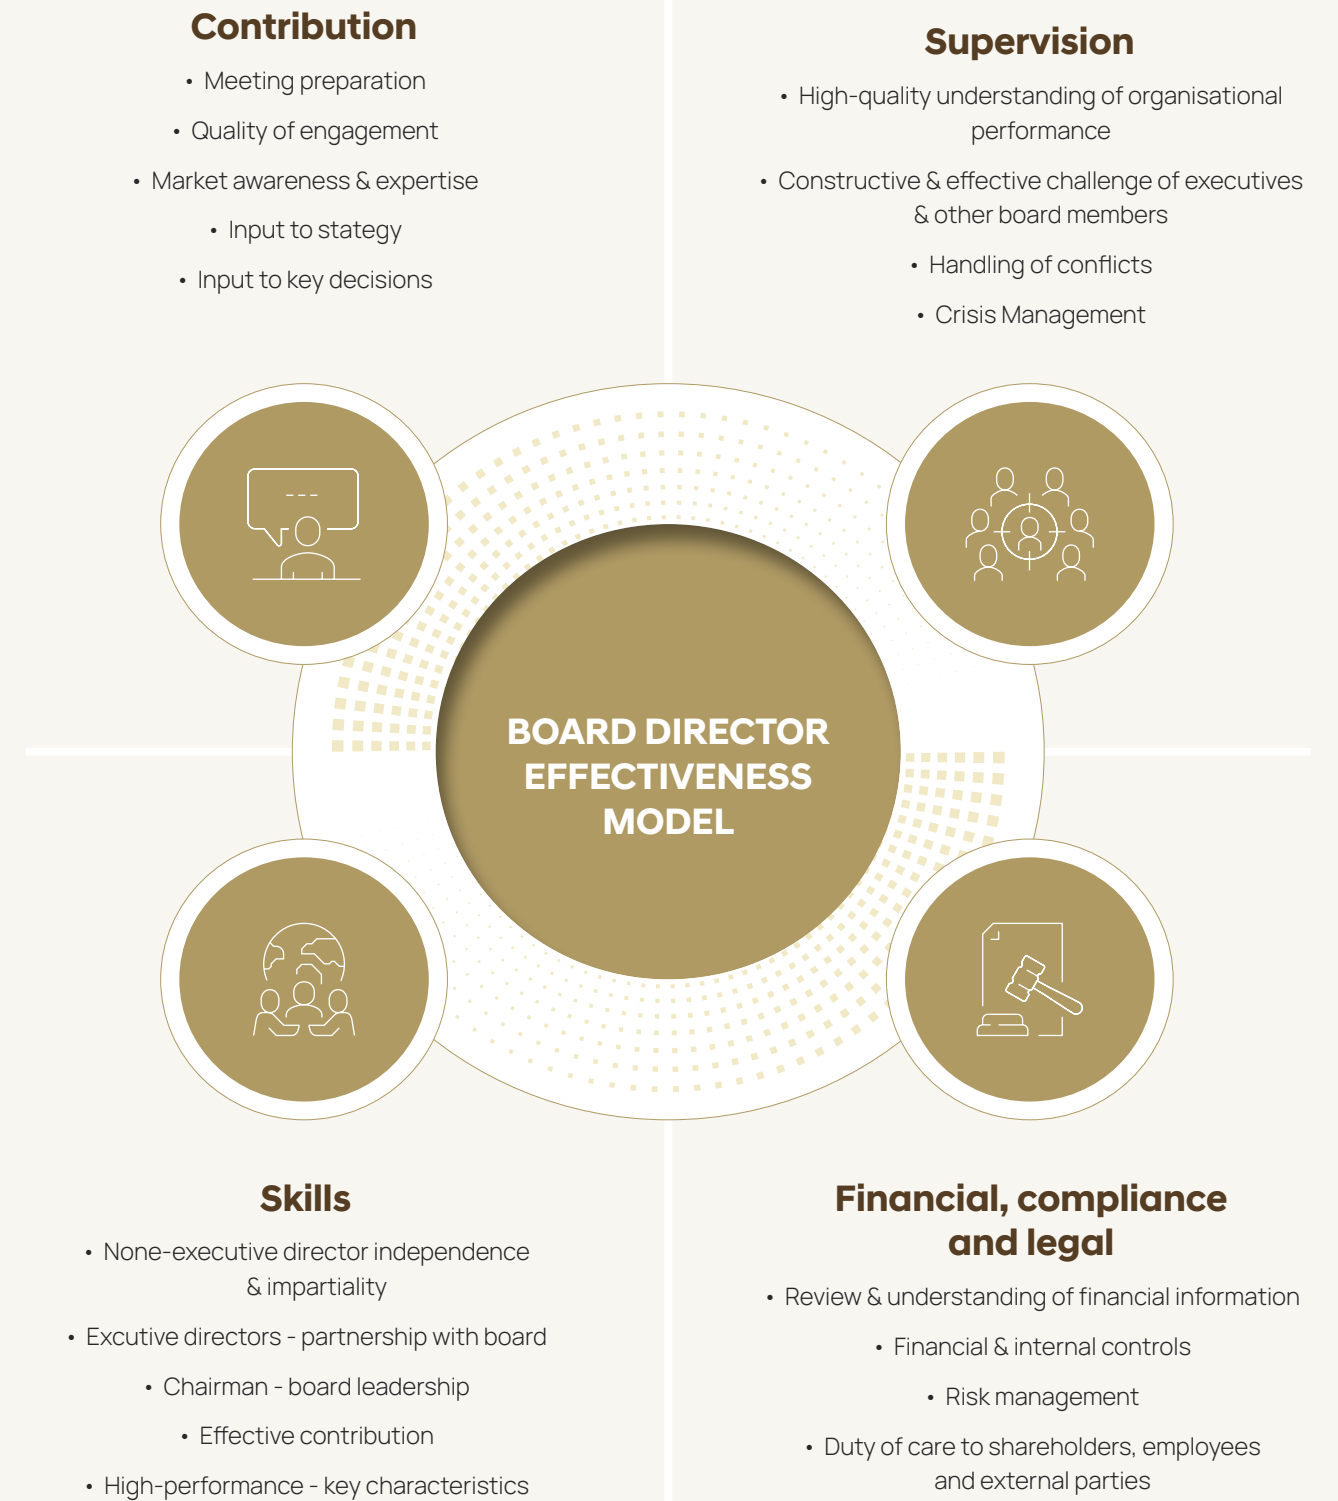 Contribution
• Meeting preparation
• Quality of engagement
• Market awareness & expertise
• Input to stategy
• Input to key decisions
Supervision
• High-quality understanding of organisational
performance
• Constructive & effective challenge of executives
& other board members
• Handling of conflicts
• Crisis Management
BOARD DIRECTOR
EFFECTIVENESS
MODEL
Skills
• None-executive director independence
& impartiality
• Excutive directors - partnership with board
• Chairman - board leadership
• Effective contribution
• High-performance - key characteristics
Financial, compliance
and legal
• Review & understanding of financial information
• Financial & internal controls
• Risk management
• Duty of care to shareholders, employees
and external parties